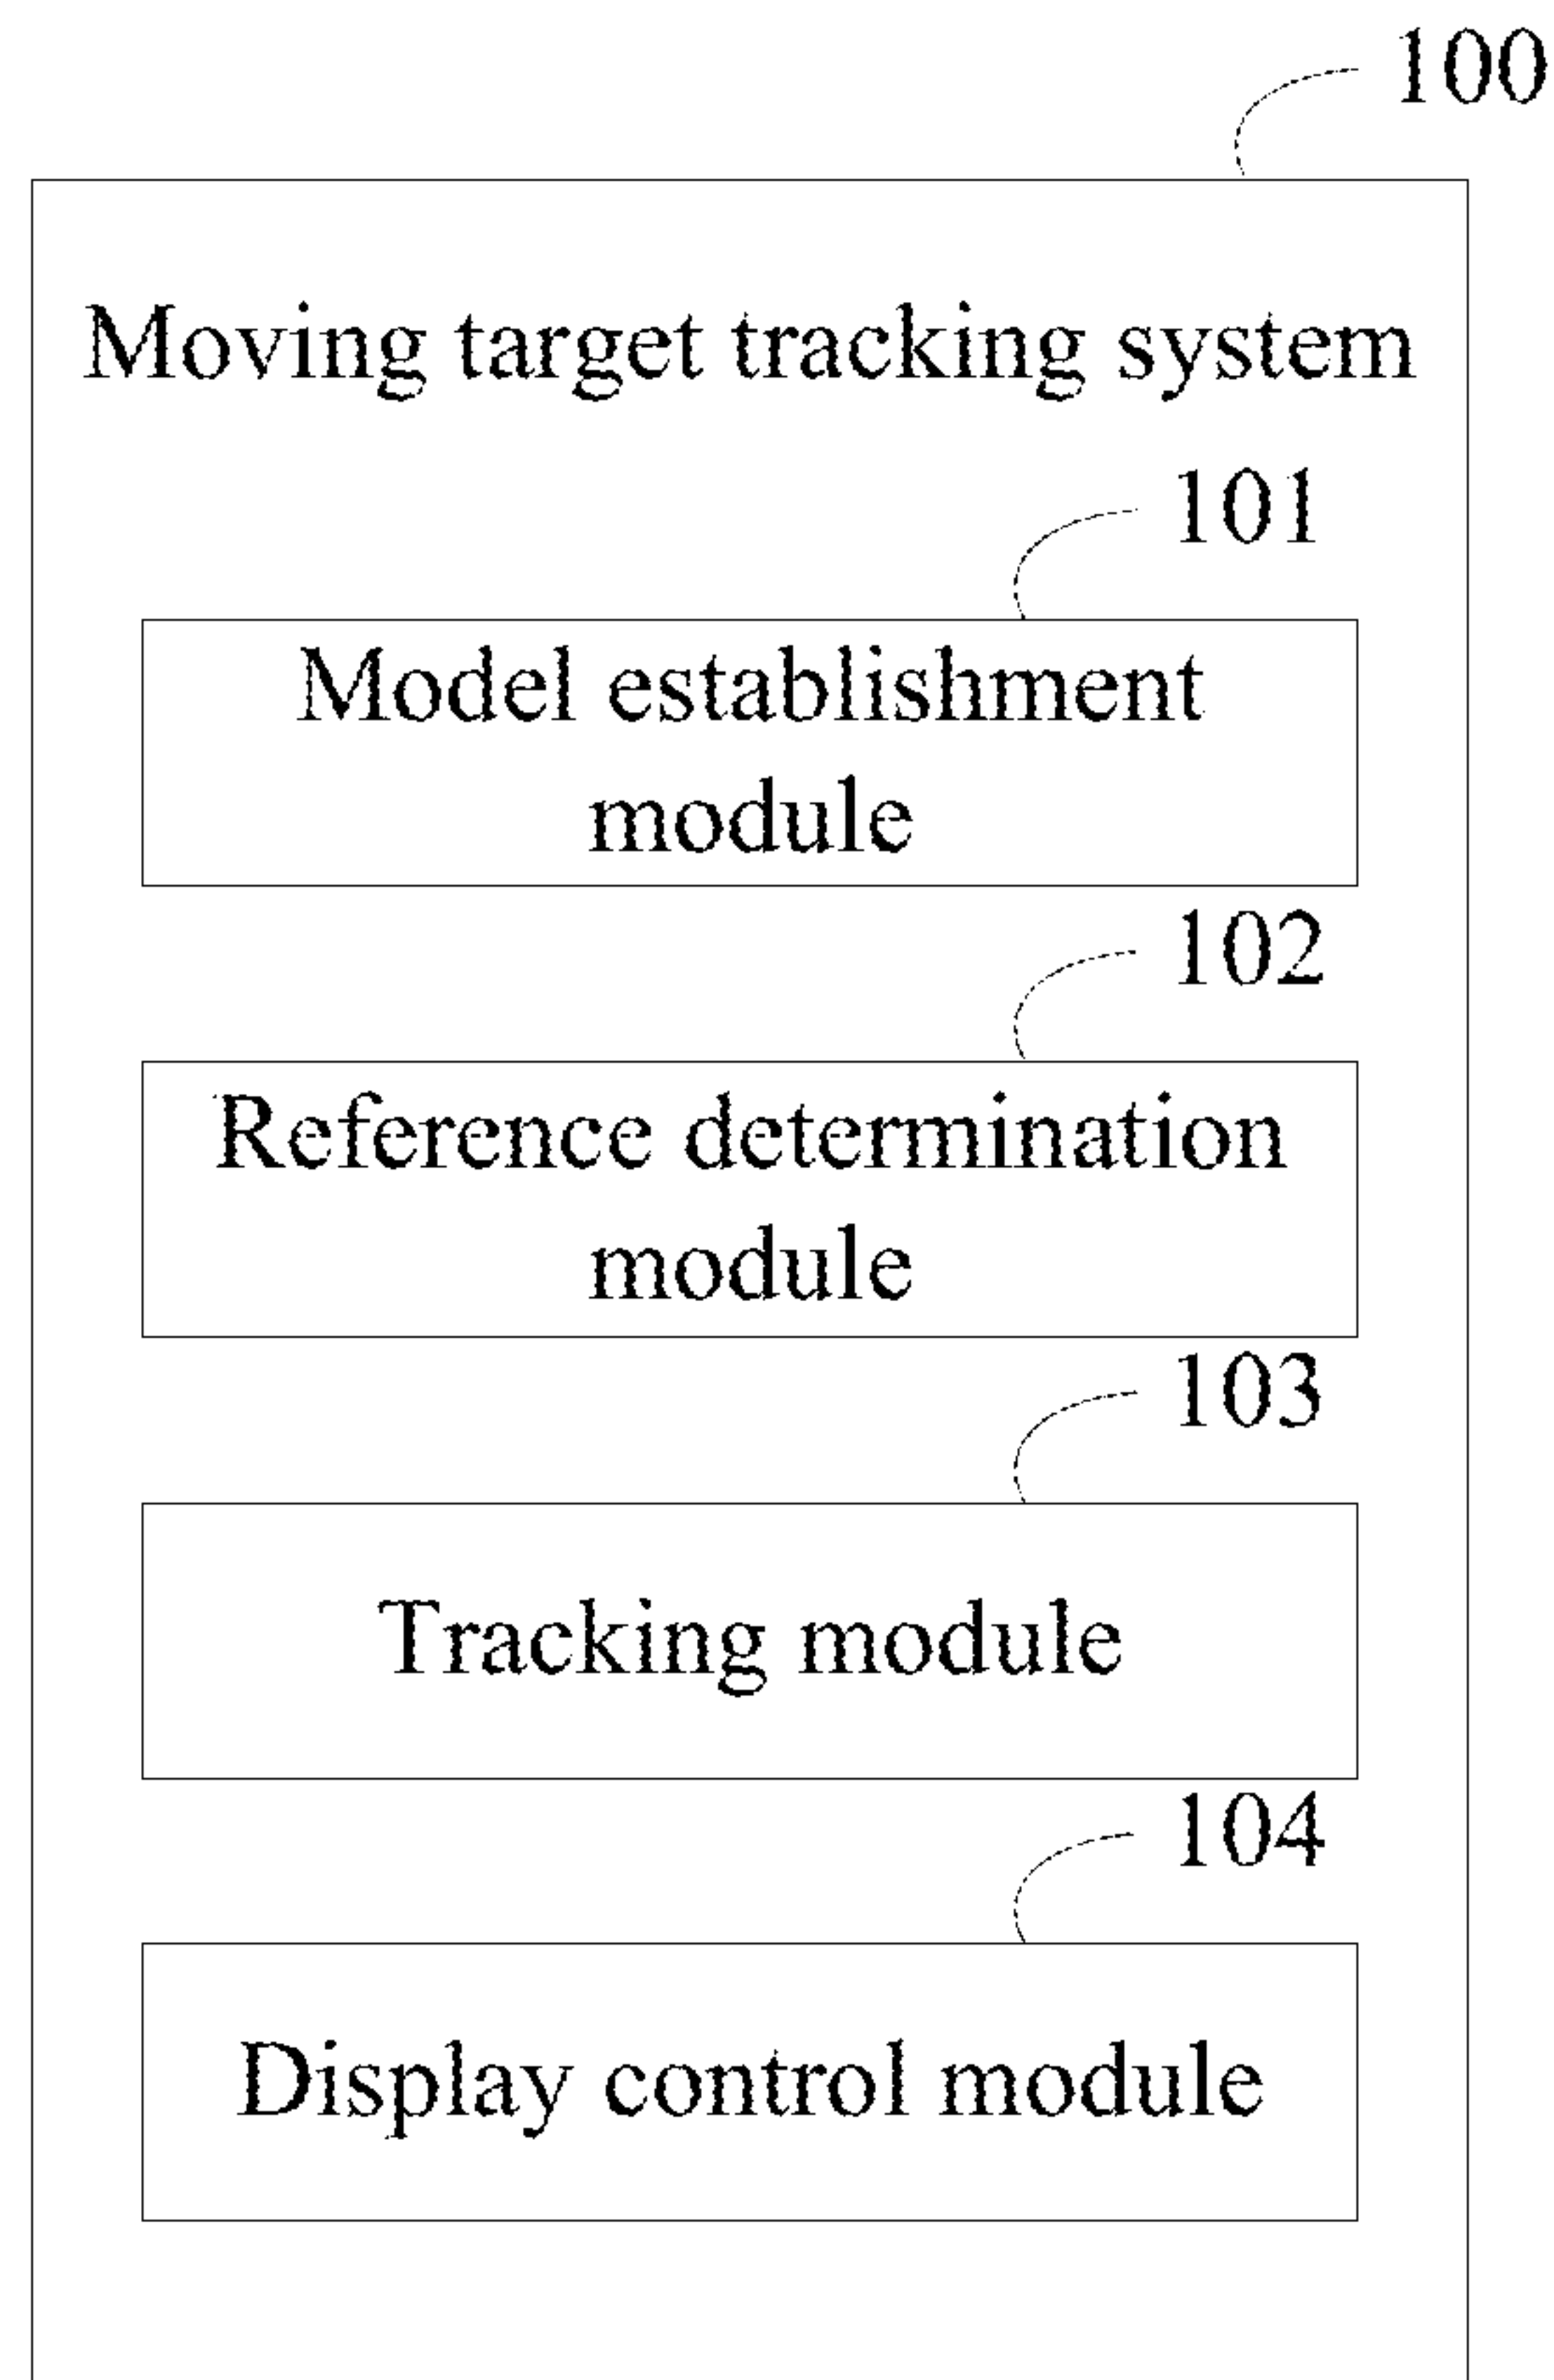 100
Moving target tracking system
101
Model establishment
module
102
Reference determination
module
103
Tracking module
104
Display control module